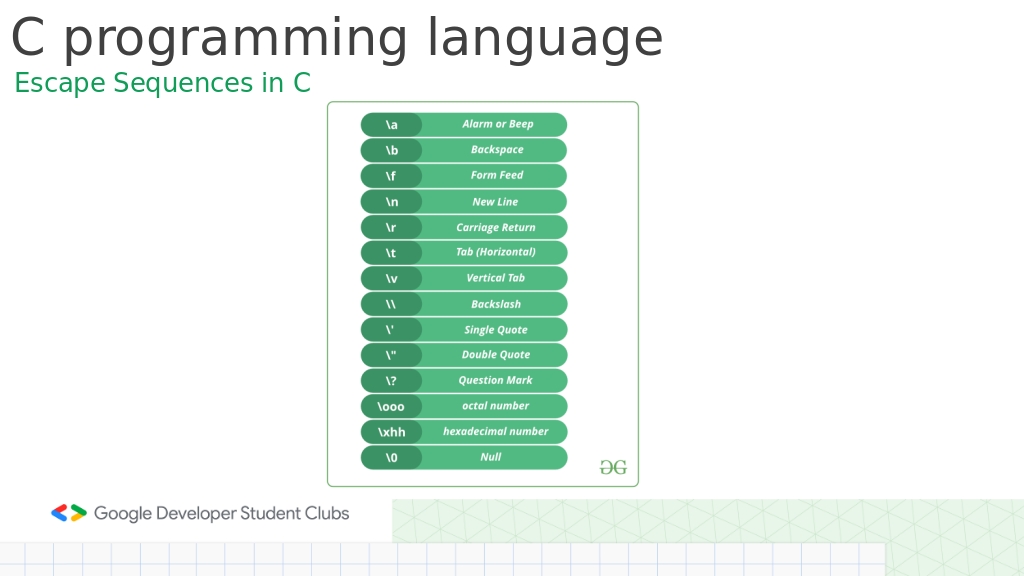 C programming language
Escape Sequences in C
\a Alarm or Beep
\b Backspace
\f Form Feed
\n New Line
\r Carriage Return
\t Tab (Horizontal)
\v Vertical Tab
\\ Backslash
\' Single Quote
\" Double Quote
\? Question Mark
\ooo octal number
\xhh hexadecimal number
\0 Null
Google Developer Student Clubs